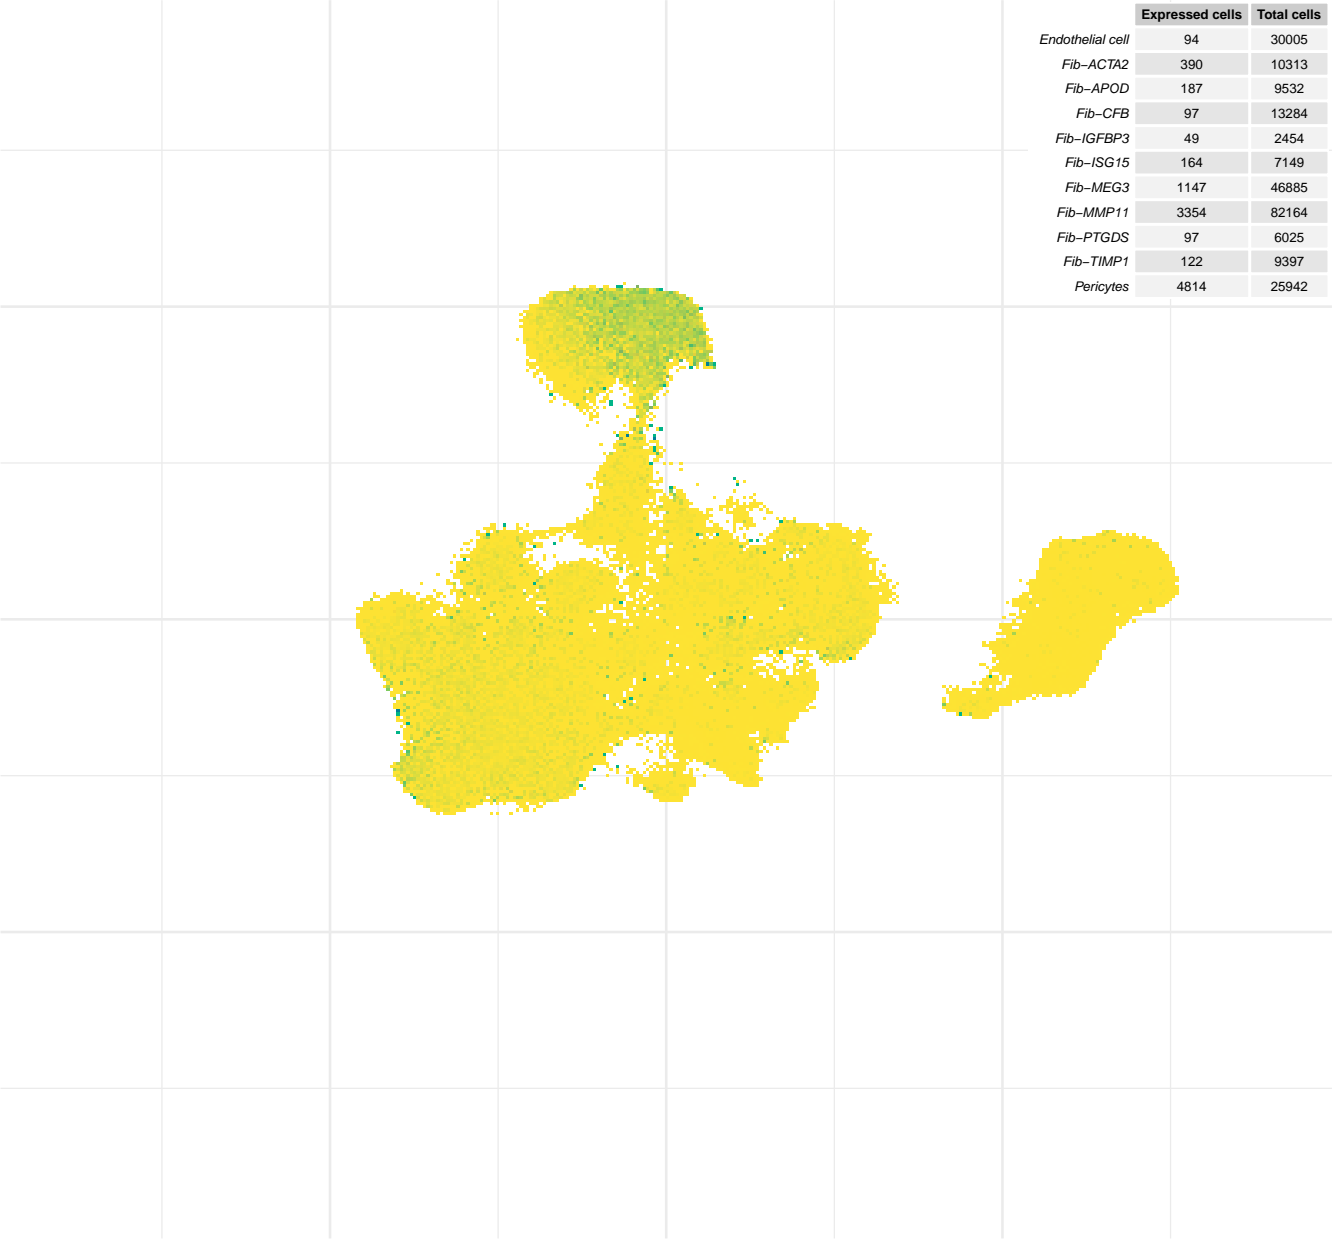 Expressed cells Total cells
Endothelial cell 94 30005
Fib−ACTA2 390 10313
Fib−APOD 187 9532
Fib−CFB 97 13284
Fib−IGFBP3 49 2454
Fib−ISG15 164 7149
Fib−MEG3 1147 46885
Fib−MMP11 3354 82164
Fib−PTGDS 97 6025
Fib−TIMP1 122 9397
Pericytes 4814 25942